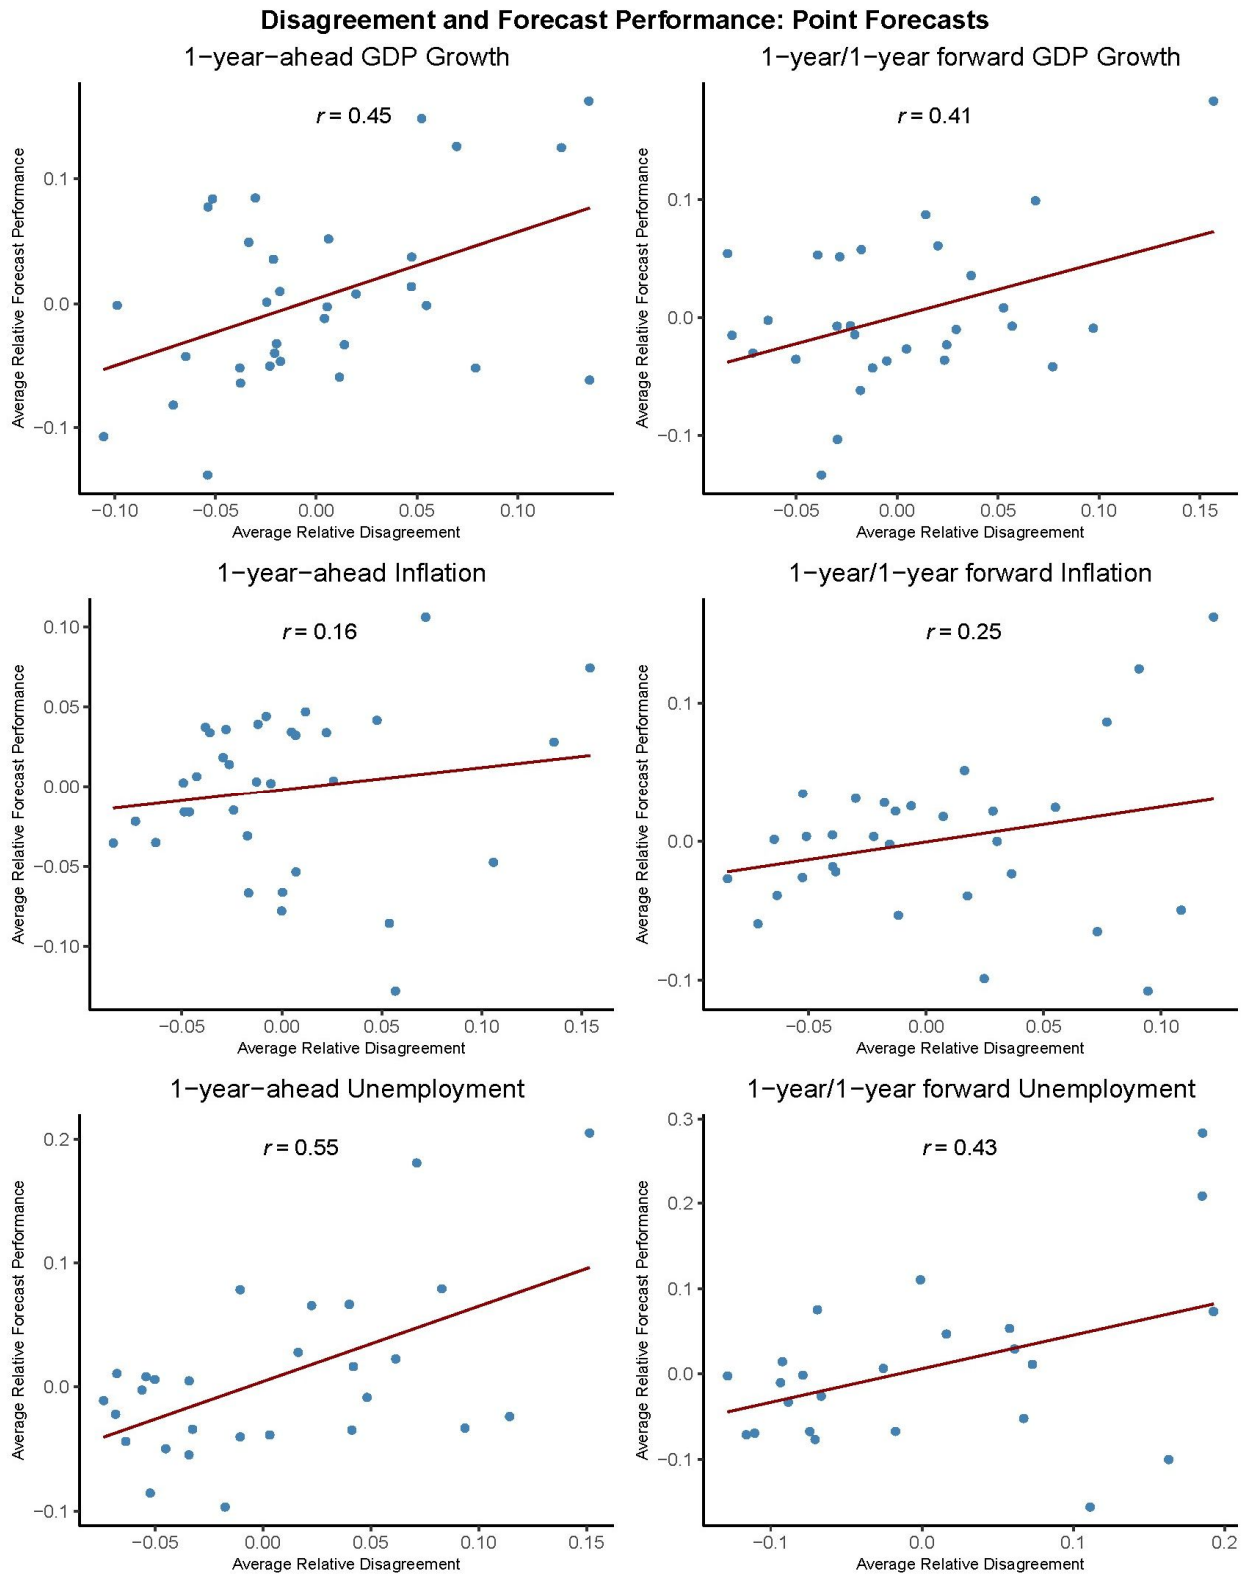 Disagreement and Forecast Performance: Point Forecasts
1−year−ahead GDP Growth
r = 0.45
Average Relative Forecast Performance
0.1
0.0
−0.1
−0.10 −0.05 0.00 0.05 0.10
Average Relative Disagreement
1−year/1−year forward GDP Growth
r = 0.41
Average Relative Forecast Performance
0.1
0.0
−0.1
−0.05 0.00 0.05 0.10 0.15
Average Relative Disagreement
1−year−ahead Inflation
r = 0.16
Average Relative Forecast Performance
0.10
0.05
0.00
−0.05
−0.10
−0.05 0.00 0.05 0.10 0.15
Average Relative Disagreement
1−year/1−year forward Inflation
r = 0.25
Average Relative Forecast Performance
0.1
0.0
−0.1
−0.05 0.00 0.05 0.10
Average Relative Disagreement
1−year−ahead Unemployment
r = 0.55
Average Relative Forecast Performance
0.2
0.1
0.0
−0.1
−0.05 0.00 0.05 0.10 0.15
Average Relative Disagreement
1−year/1−year forward Unemployment
r = 0.43
Average Relative Forecast Performance
0.3
0.2
0.1
0.0
−0.1
−0.1 0.0 0.1 0.2
Average Relative Disagreement